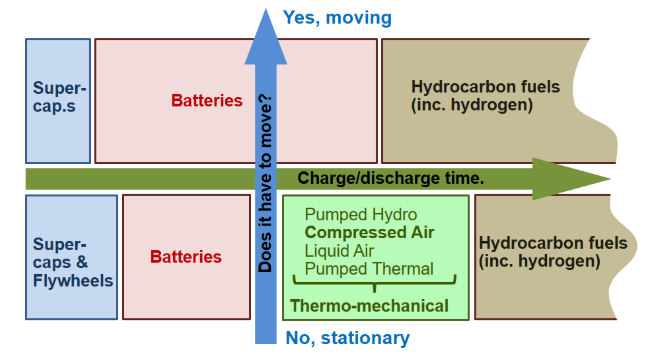 Yes, moving
Super-
cap.s
Batteries
Hydrocarbon fuels
(inc. hydrogen)
Does it have to move?
Charge/discharge time.
Super-
caps &
Flywheels
Batteries
Pumped Hydro
Compressed Air
Liquid Air
Pumped Thermal
Thermo-mechanical
Hydrocarbon fuels
(inc. hydrogen)
No, stationary